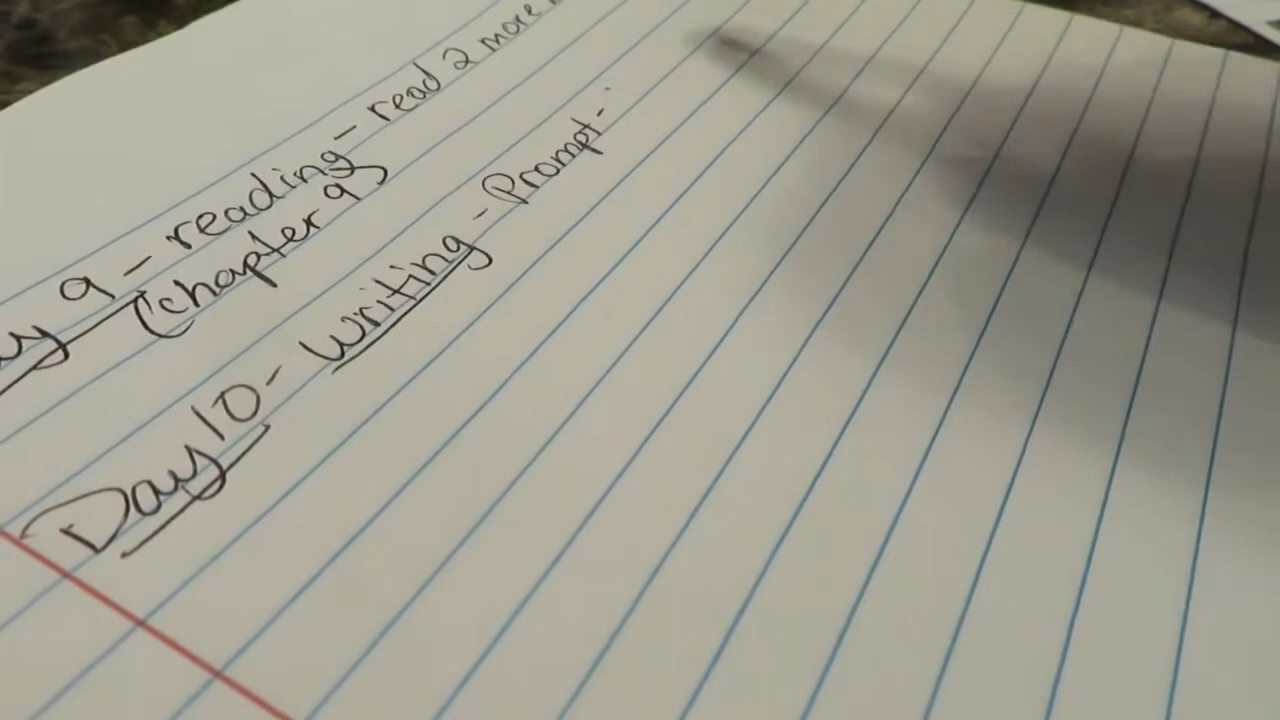 9 - reading - read 2 more
(chapter 9)
Day 10 - Writing - Prompt -